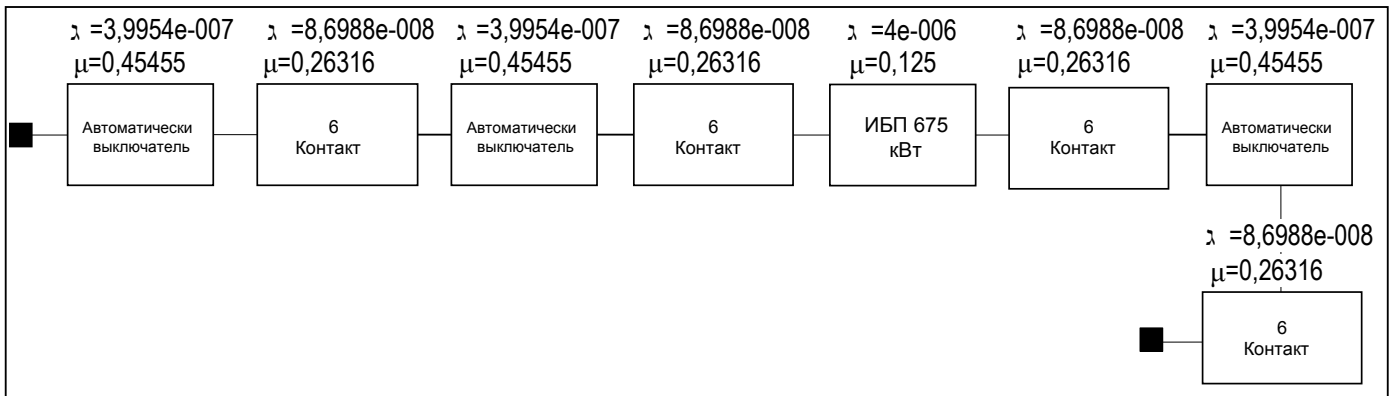 λ =3,9954e-007 λ =8,6988e-008 λ =3,9954e-007 λ =8,6988e-008 λ =4e-006 λ =8,6988e-008 λ =3,9954e-007
μ=0,45455 μ=0,26316 μ=0,45455 μ=0,26316 μ=0,125 μ=0,26316 μ=0,45455
Автоматически
выключатель
6
Контакт
Автоматически
выключатель
6
Контакт
ИБП 675
кВт
6
Контакт
Автоматически
выключатель
λ =8,6988e-008
μ=0,26316
6
Контакт